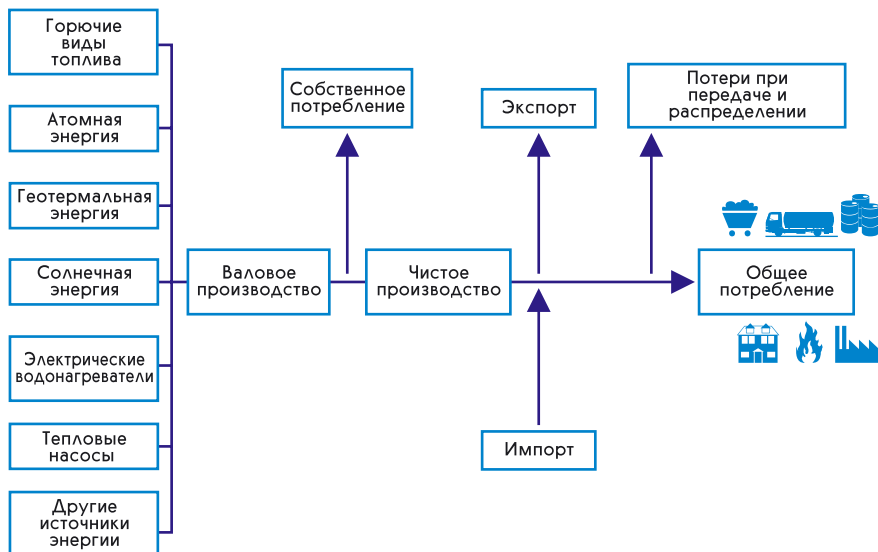 Горючие
виды
топлива
Атомная
энергия
Геотермальная
энергия
Солнечная
энергия
Электрические
водонагреватели
Тепловые
насосы
Другие
источники
энергии
Валовое
производство
Собственное
потребление
Чистое
производство
Экспорт
Импорт
Потери при
передаче и
распределении
Общее
потребление